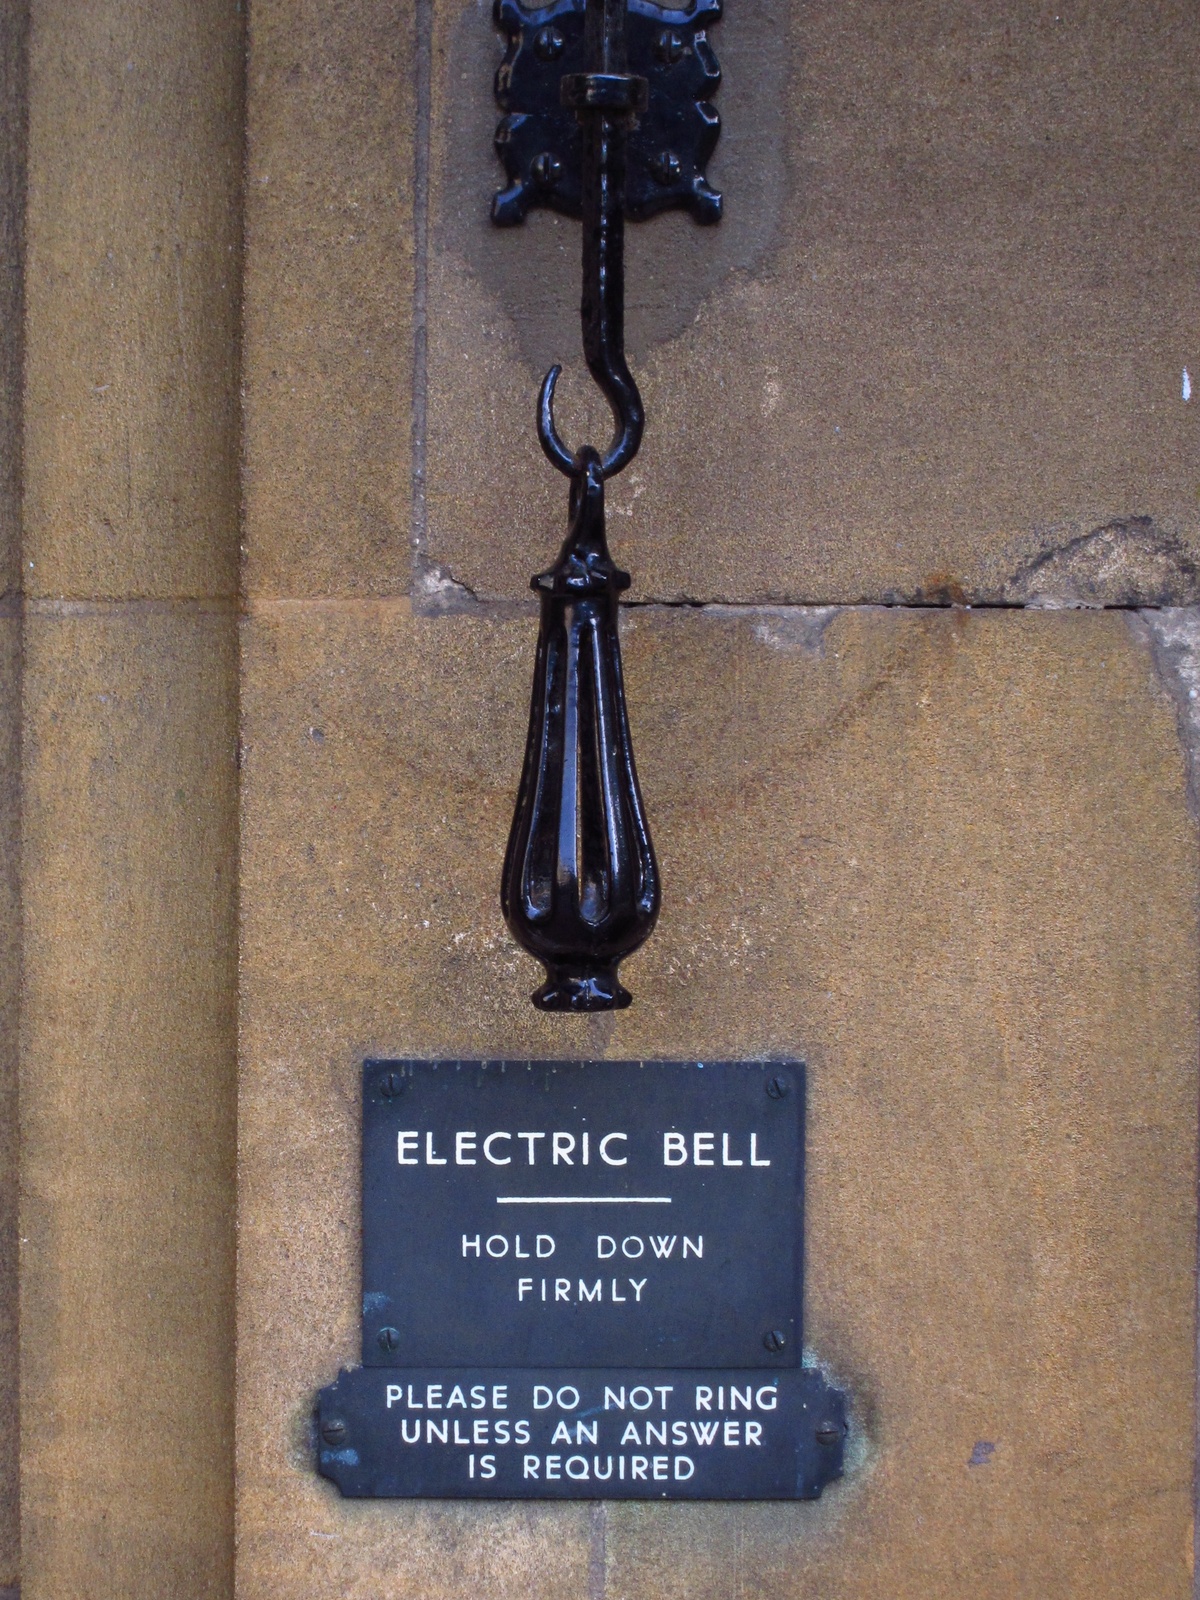 ELECTRIC BELL
HOLD DOWN
FIRMLY
PLEASE DO NOT RING
UNLESS AN ANSWER
IS REQUIRED